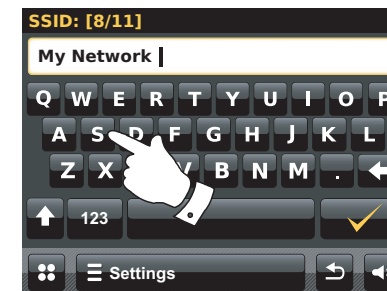 SSID: [8/11]
My Network
Q W E R T Y U I O P
A S D F G H J K L
Z X V B N M .
123
Settings